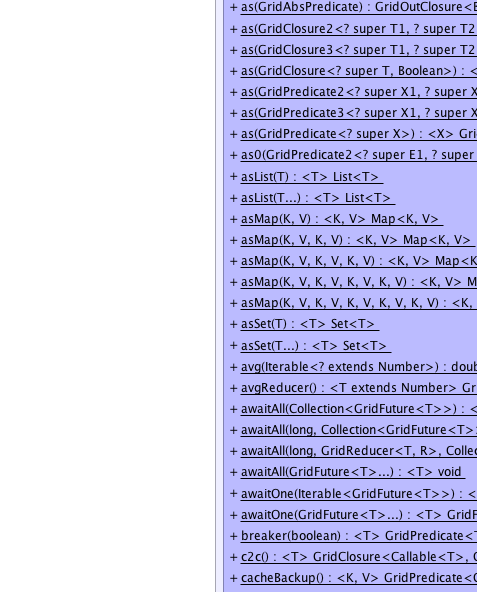 + as(GridAbsPredicate) : GridOutClosure<B
+ as(GridClosure2<? super T1, ? super T2
+ as(GridClosure3<? super T1, ? super T2
+ as(GridClosure<? super T, Boolean>) : <
+ as(GridPredicate2<? super X1, ? super X
+ as(GridPredicate3<? super X1, ? super X
+ as(GridPredicate<? super X>) : <X> Gri
+ as0(GridPredicate2<? super E1, ? super
+ asList(T) : <T> List<T>
+ asList(T...) : <T> List<T>
+ asMap(K, V) : <K, V> Map<K, V>
+ asMap(K, V, K, V) : <K, V> Map<K, V>
+ asMap(K, V, K, V, K, V) : <K, V> Map<K
+ asMap(K, V, K, V, K, V, K, V) : <K, V> M
+ asMap(K, V, K, V, K, V, K, V, K, V) : <K,
+ asSet(T) : <T> Set<T>
+ asSet(T...) : <T> Set<T>
+ avg(Iterable<? extends Number>) : doub
+ avgReducer() : <T extends Number> Gr
+ awaitAll(Collection<GridFuture<T>>) : <
+ awaitAll(long, Collection<GridFuture<T>
+ awaitAll(long, GridReducer<T, R>, Collec
+ awaitAll(GridFuture<T>...) : <T> void
+ awaitOne(Iterable<GridFuture<T>>) : <
+ awaitOne(GridFuture<T>...) : <T> GridF
+ breaker(boolean) : <T> GridPredicate<T
+ c2c() : <T> GridClosure<Callable<T>, C
+ cacheBackup() : <K, V> GridPredicate<C